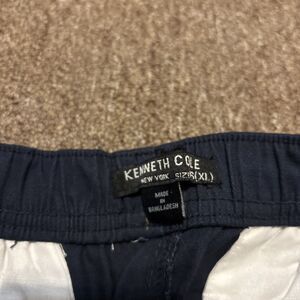 KENNETH COLE
NEW YORK SIZE(XL)
MADE
IN
BANGLADESH